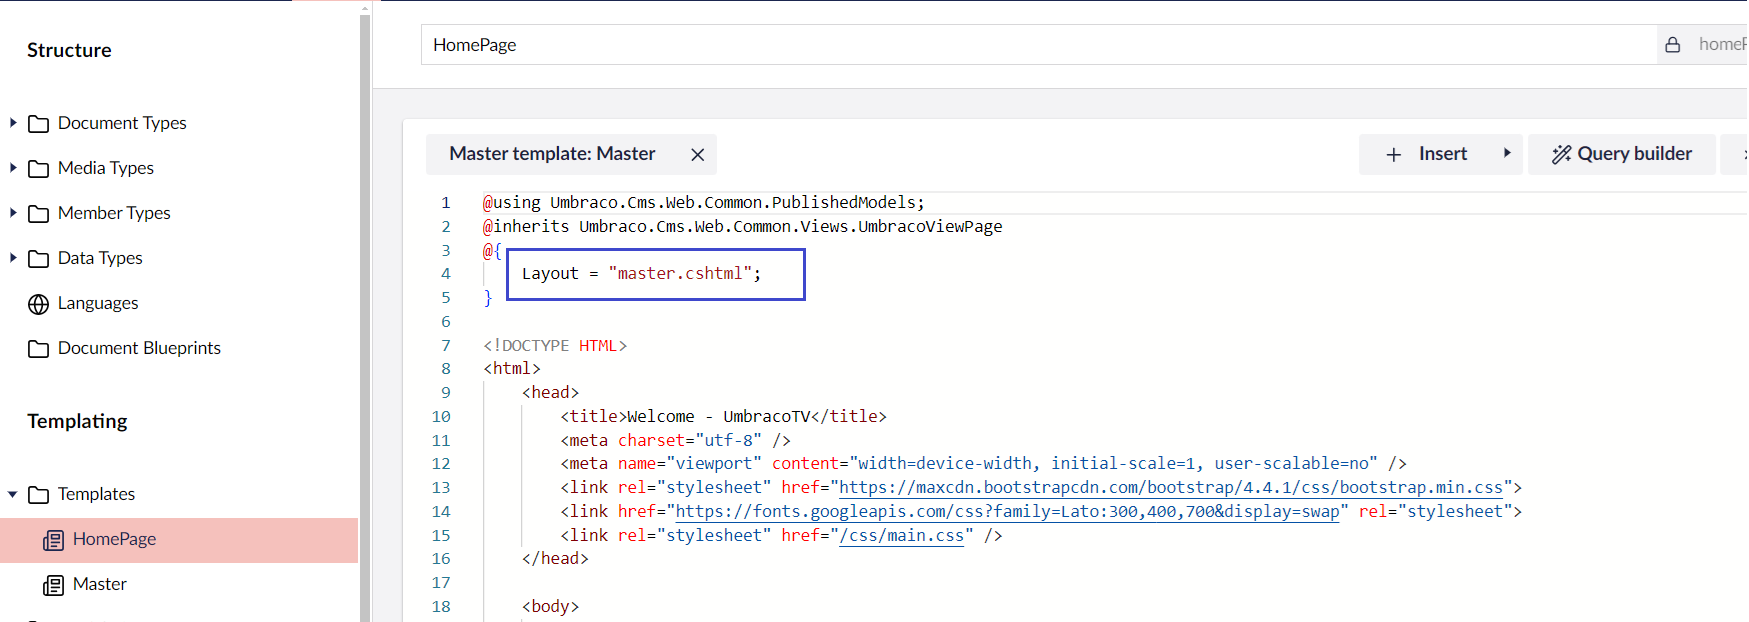 Structure
Document Types
Media Types
Member Types
Data Types
Languages
Document Blueprints
Templating
Templates
HomePage
Master
HomePage
homeP
Master template: Master
Insert
Query builder
1 @using Umbraco.Cms.Web.Common.PublishedModels;
2 @inherits Umbraco.Cms.Web.Common.Views.UmbracoViewPage
3 @{
4 Layout = "master.cshtml";
5 }
6
7 <!DOCTYPE HTML>
8 <html>
9 <head>
10 <title>Welcome - UmbracoTV</title>
11 <meta charset="utf-8" />
12 <meta name="viewport" content="width=device-width, initial-scale=1, user-scalable=no" />
13 <link rel="stylesheet" href="https://maxcdn.bootstrapcdn.com/bootstrap/4.4.1/css/bootstrap.min.css">
14 <link href="https://fonts.googleapis.com/css?family=Lato:300,400,700&display=swap" rel="stylesheet">
15 <link rel="stylesheet" href="/css/main.css" />
16 </head>
17
18 <body>